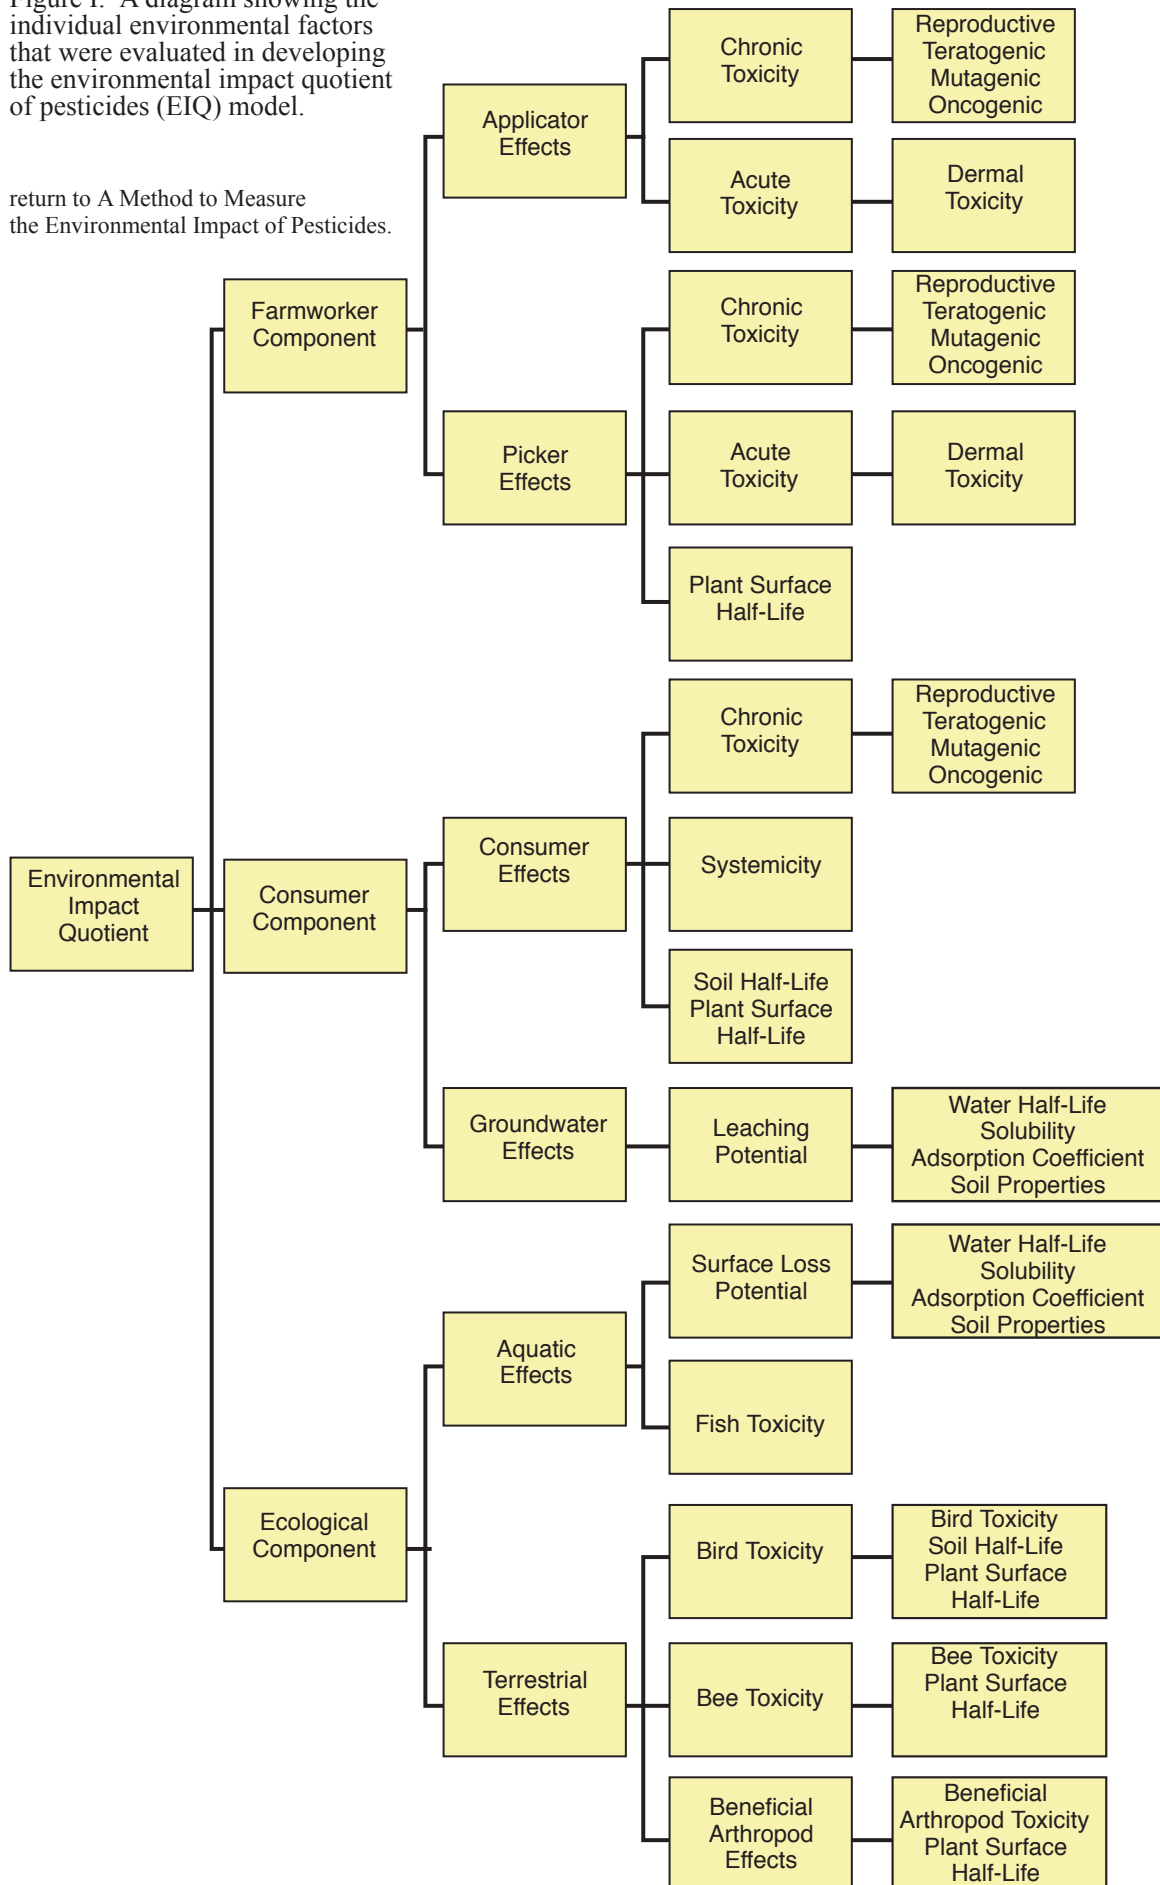 Figure 1. A diagram showing the
individual environmental factors
that were evaluated in developing
the environmental impact quotient
of pesticides (EIQ) model.
return to A Method to Measure
the Environmental Impact of Pesticides.
Environmental
Impact
Quotient
Farmworker
Component
Applicator
Effects
Chronic
Toxicity
Reproductive
Teratogenic
Mutagenic
Oncogenic
Acute
Toxicity
Dermal
Toxicity
Picker
Effects
Chronic
Toxicity
Reproductive
Teratogenic
Mutagenic
Oncogenic
Acute
Toxicity
Dermal
Toxicity
Plant Surface
Half-Life
Consumer
Component
Consumer
Effects
Chronic
Toxicity
Reproductive
Teratogenic
Mutagenic
Oncogenic
Systemicity
Soil Half-Life
Plant Surface
Half-Life
Groundwater
Effects
Leaching
Potential
Water Half-Life
Solubility
Adsorption Coefficient
Soil Properties
Ecological
Component
Aquatic
Effects
Surface Loss
Potential
Water Half-Life
Solubility
Adsorption Coefficient
Soil Properties
Fish Toxicity
Terrestrial
Effects
Bird Toxicity
Bird Toxicity
Soil Half-Life
Plant Surface
Half-Life
Bee Toxicity
Bee Toxicity
Plant Surface
Half-Life
Beneficial
Arthropod
Effects
Beneficial
Arthropod Toxicity
Plant Surface
Half-Life